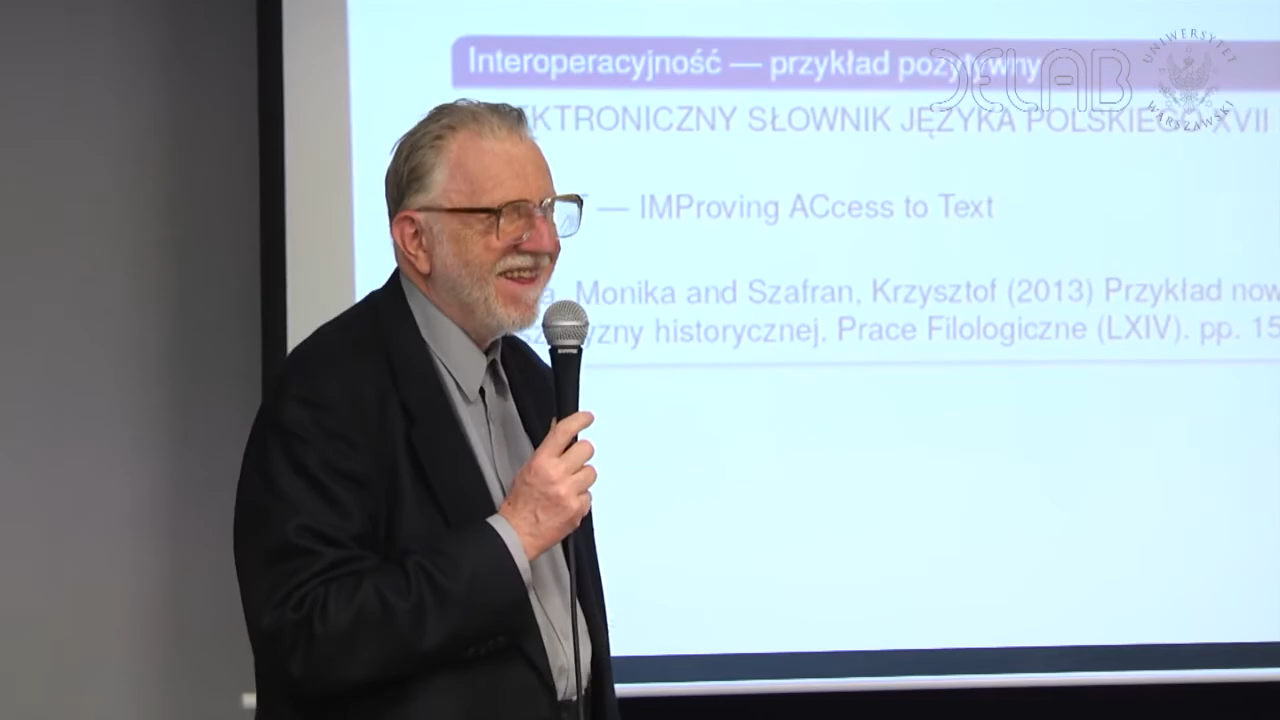 Interoperacyjność — przykład pozytywny
KTRONICZNY SŁOWNIK JĘZYKA POLSKIEGO XVII
— IMProving ACcess to Text
Monika and Szafran, Krzysztof (2013) Przykład now
yzny historycznej. Prace Filologiczne (LXIV). pp. 15
DELAB
UNIWERSYTET
WARSZAWSKI